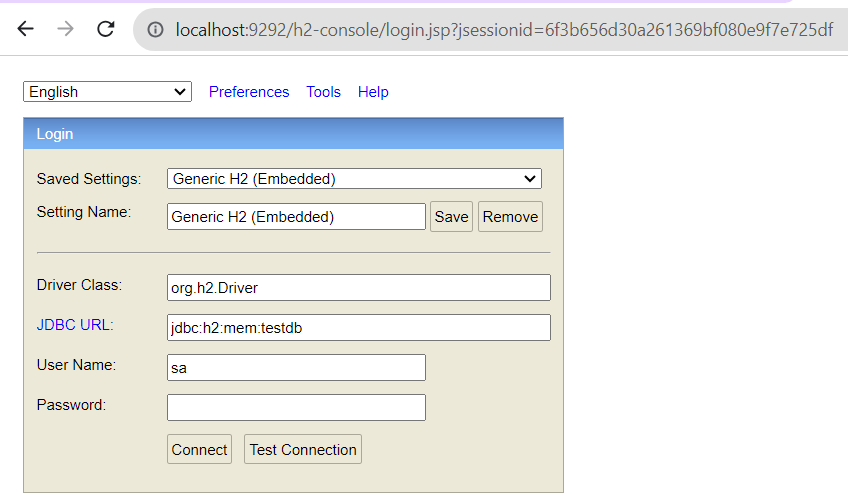 localhost:9292/h2-console/login.jsp?jsessionid=6f3b656d30a261369bf080e9f7e725df
English Preferences Tools Help
Login
Saved Settings: Generic H2 (Embedded)
Setting Name: Generic H2 (Embedded) Save Remove
Driver Class: org.h2.Driver
JDBC URL: jdbc:h2:mem:testdb
User Name: sa
Password:
Connect Test Connection